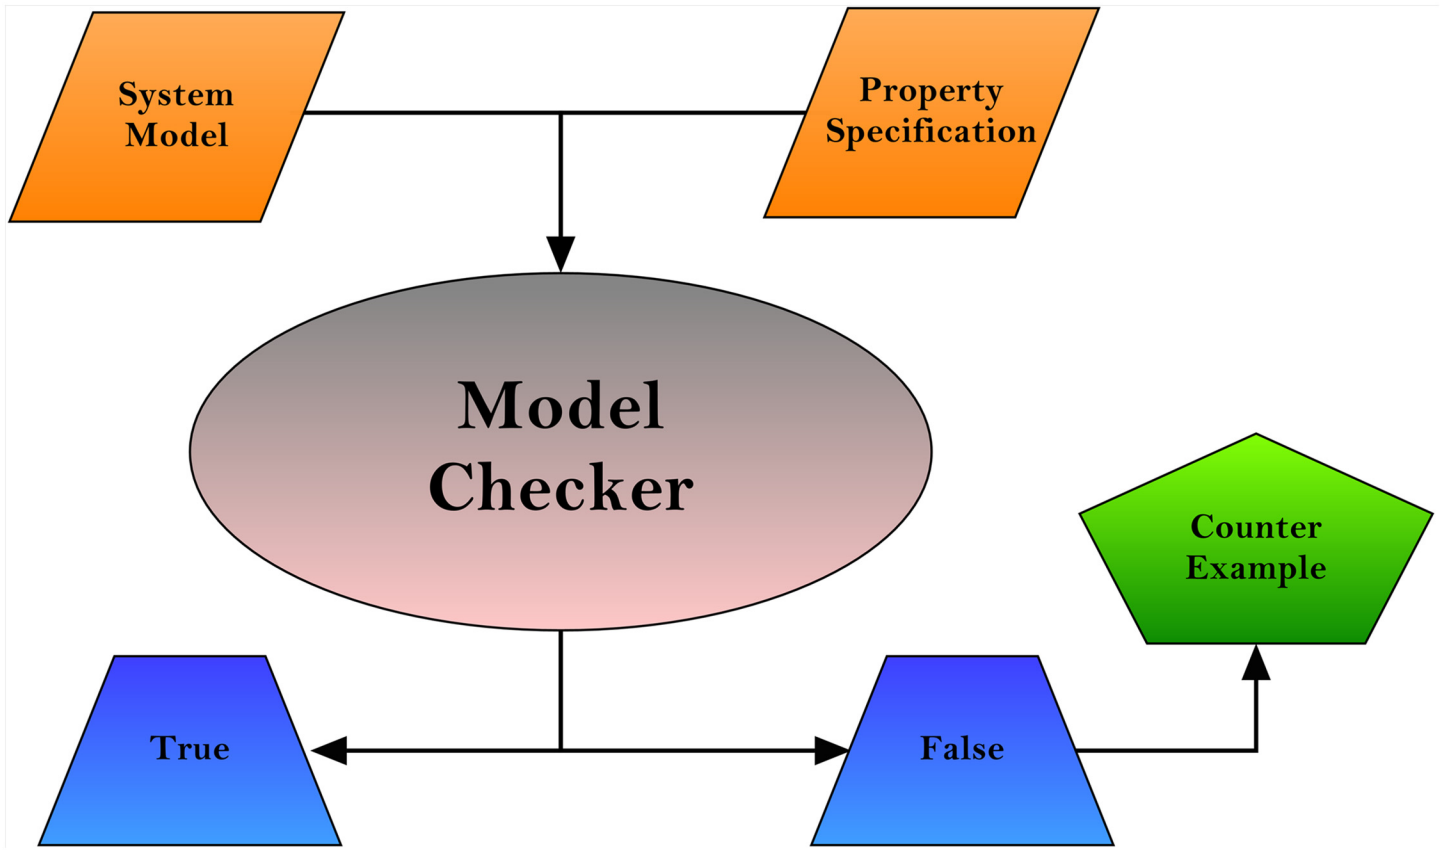 System
Model
Property
Specification
Model
Checker
Counter
Example
True
False